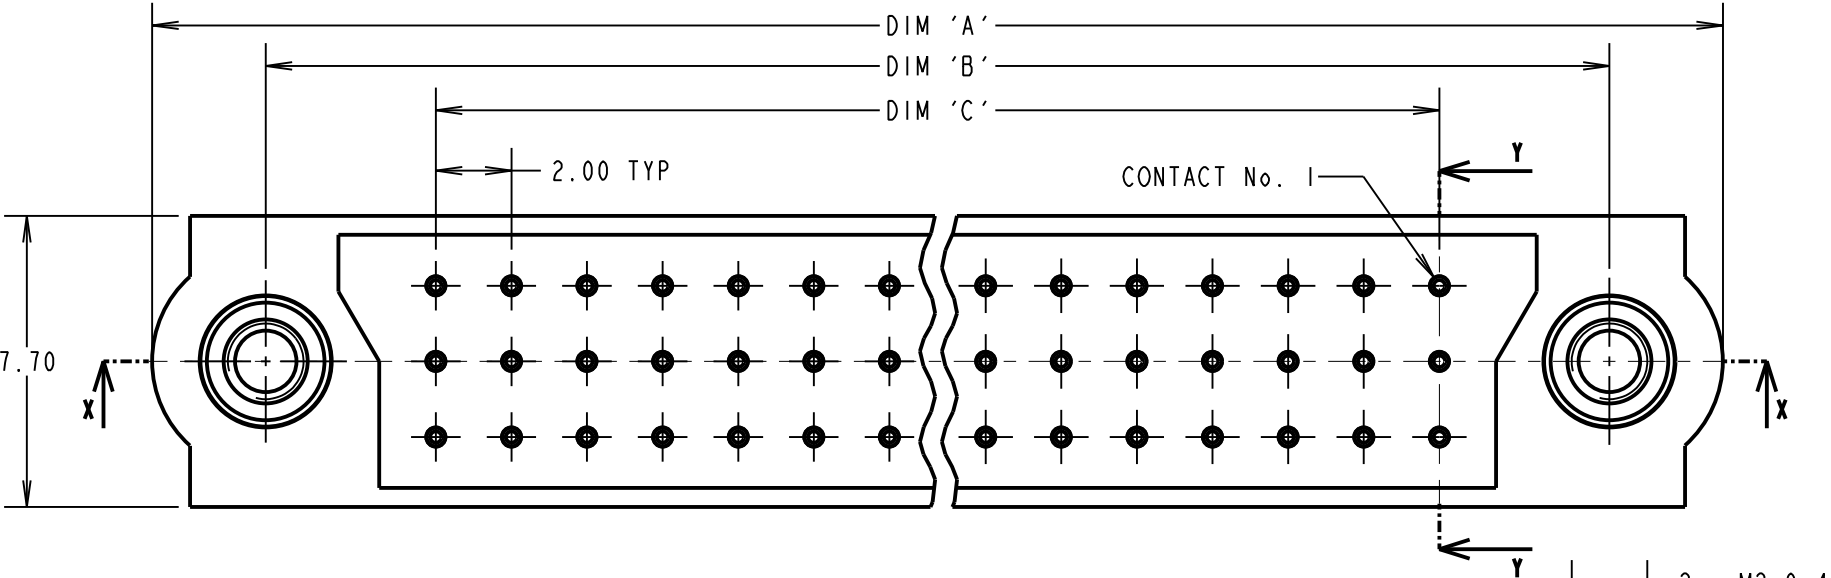 DIM 'A'
DIM 'B'
DIM 'C'
2.00 TYP
CONTACT No. 1
Y
7.70
X
X
Y